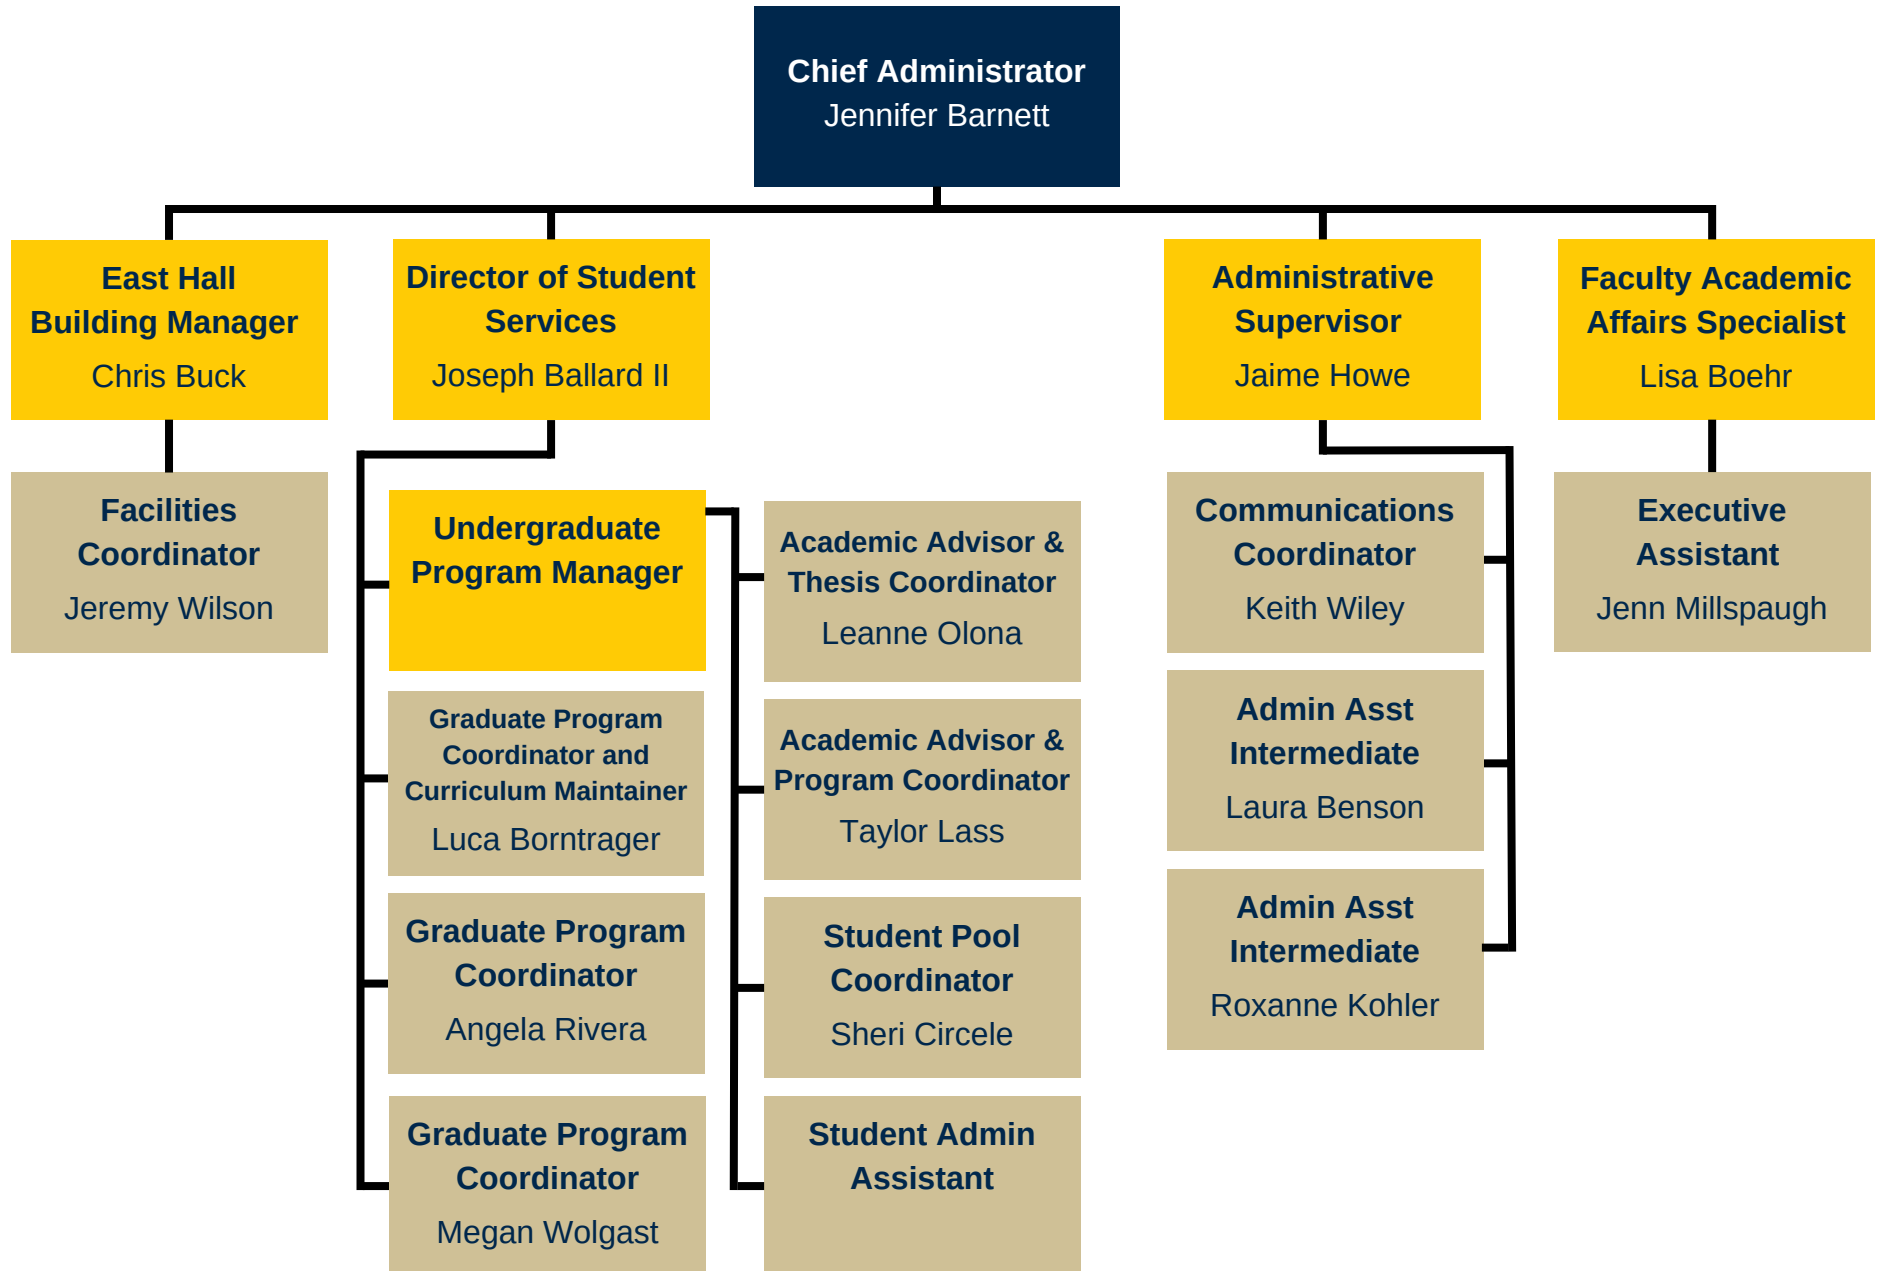 Chief Administrator
Jennifer Barnett
East Hall
Building Manager
Chris Buck
Director of Student
Services
Joseph Ballard II
Administrative
Supervisor
Jaime Howe
Faculty Academic
Affairs Specialist
Lisa Boehr
Facilities
Coordinator
Jeremy Wilson
Undergraduate
Program Manager
Graduate Program
Coordinator and
Curriculum Maintainer
Luca Borntrager
Graduate Program
Coordinator
Angela Rivera
Graduate Program
Coordinator
Megan Wolgast
Academic Advisor &
Thesis Coordinator
Leanne Olona
Academic Advisor &
Program Coordinator
Taylor Lass
Student Pool
Coordinator
Sheri Circele
Student Admin
Assistant
Communications
Coordinator
Keith Wiley
Admin Asst
Intermediate
Laura Benson
Admin Asst
Intermediate
Roxanne Kohler
Executive
Assistant
Jenn Millspaugh